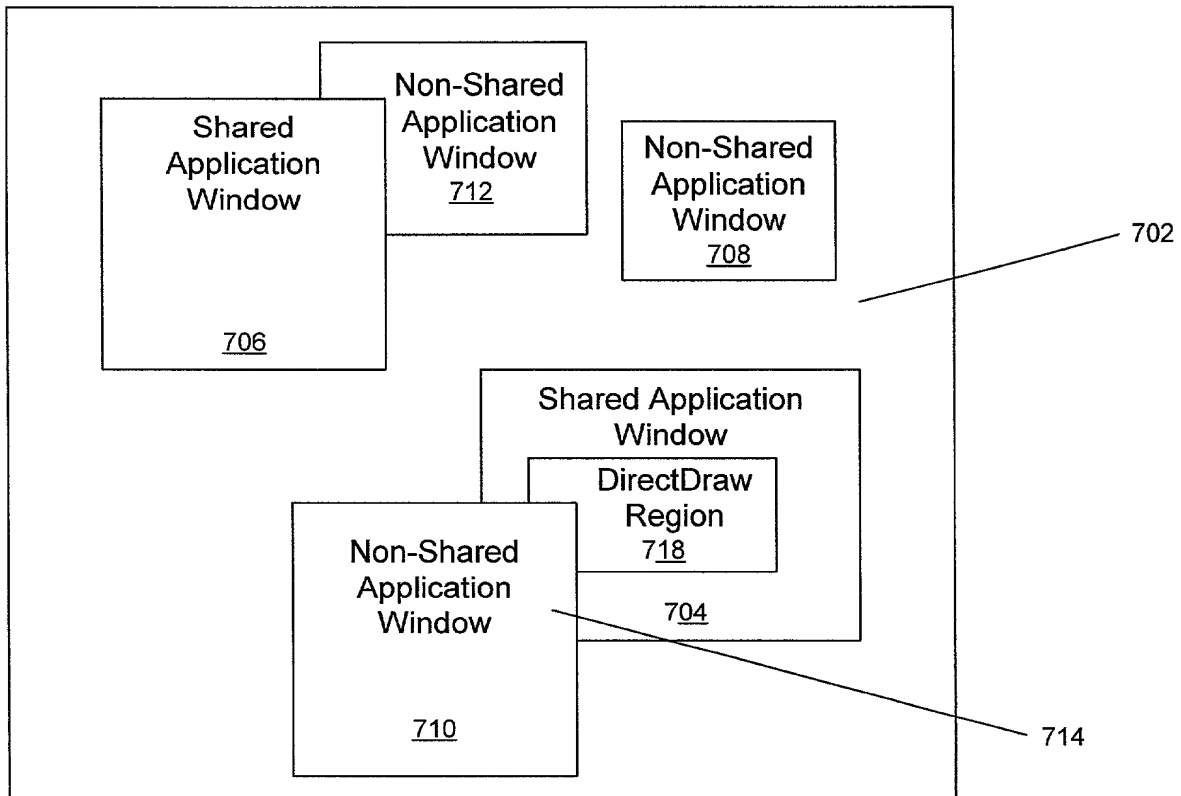 Non-Shared
Application
Window
712
Shared
Application
Window
706
Non-Shared
Application
Window
708
702
Shared Application
Window
DirectDraw
Region
718
704
Non-Shared
Application
Window
710
714